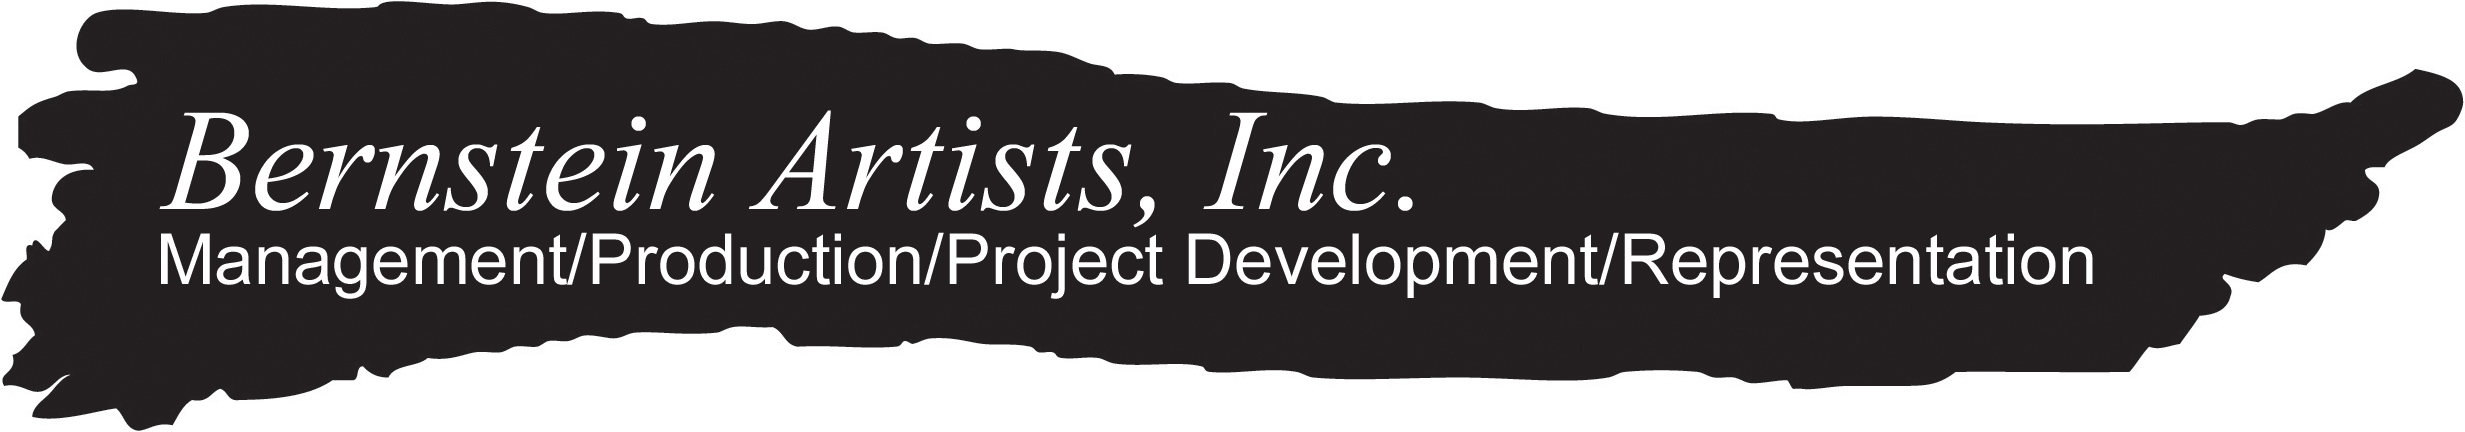 Bernstein Artists, Inc.
Management/Production/Project Development/Representation